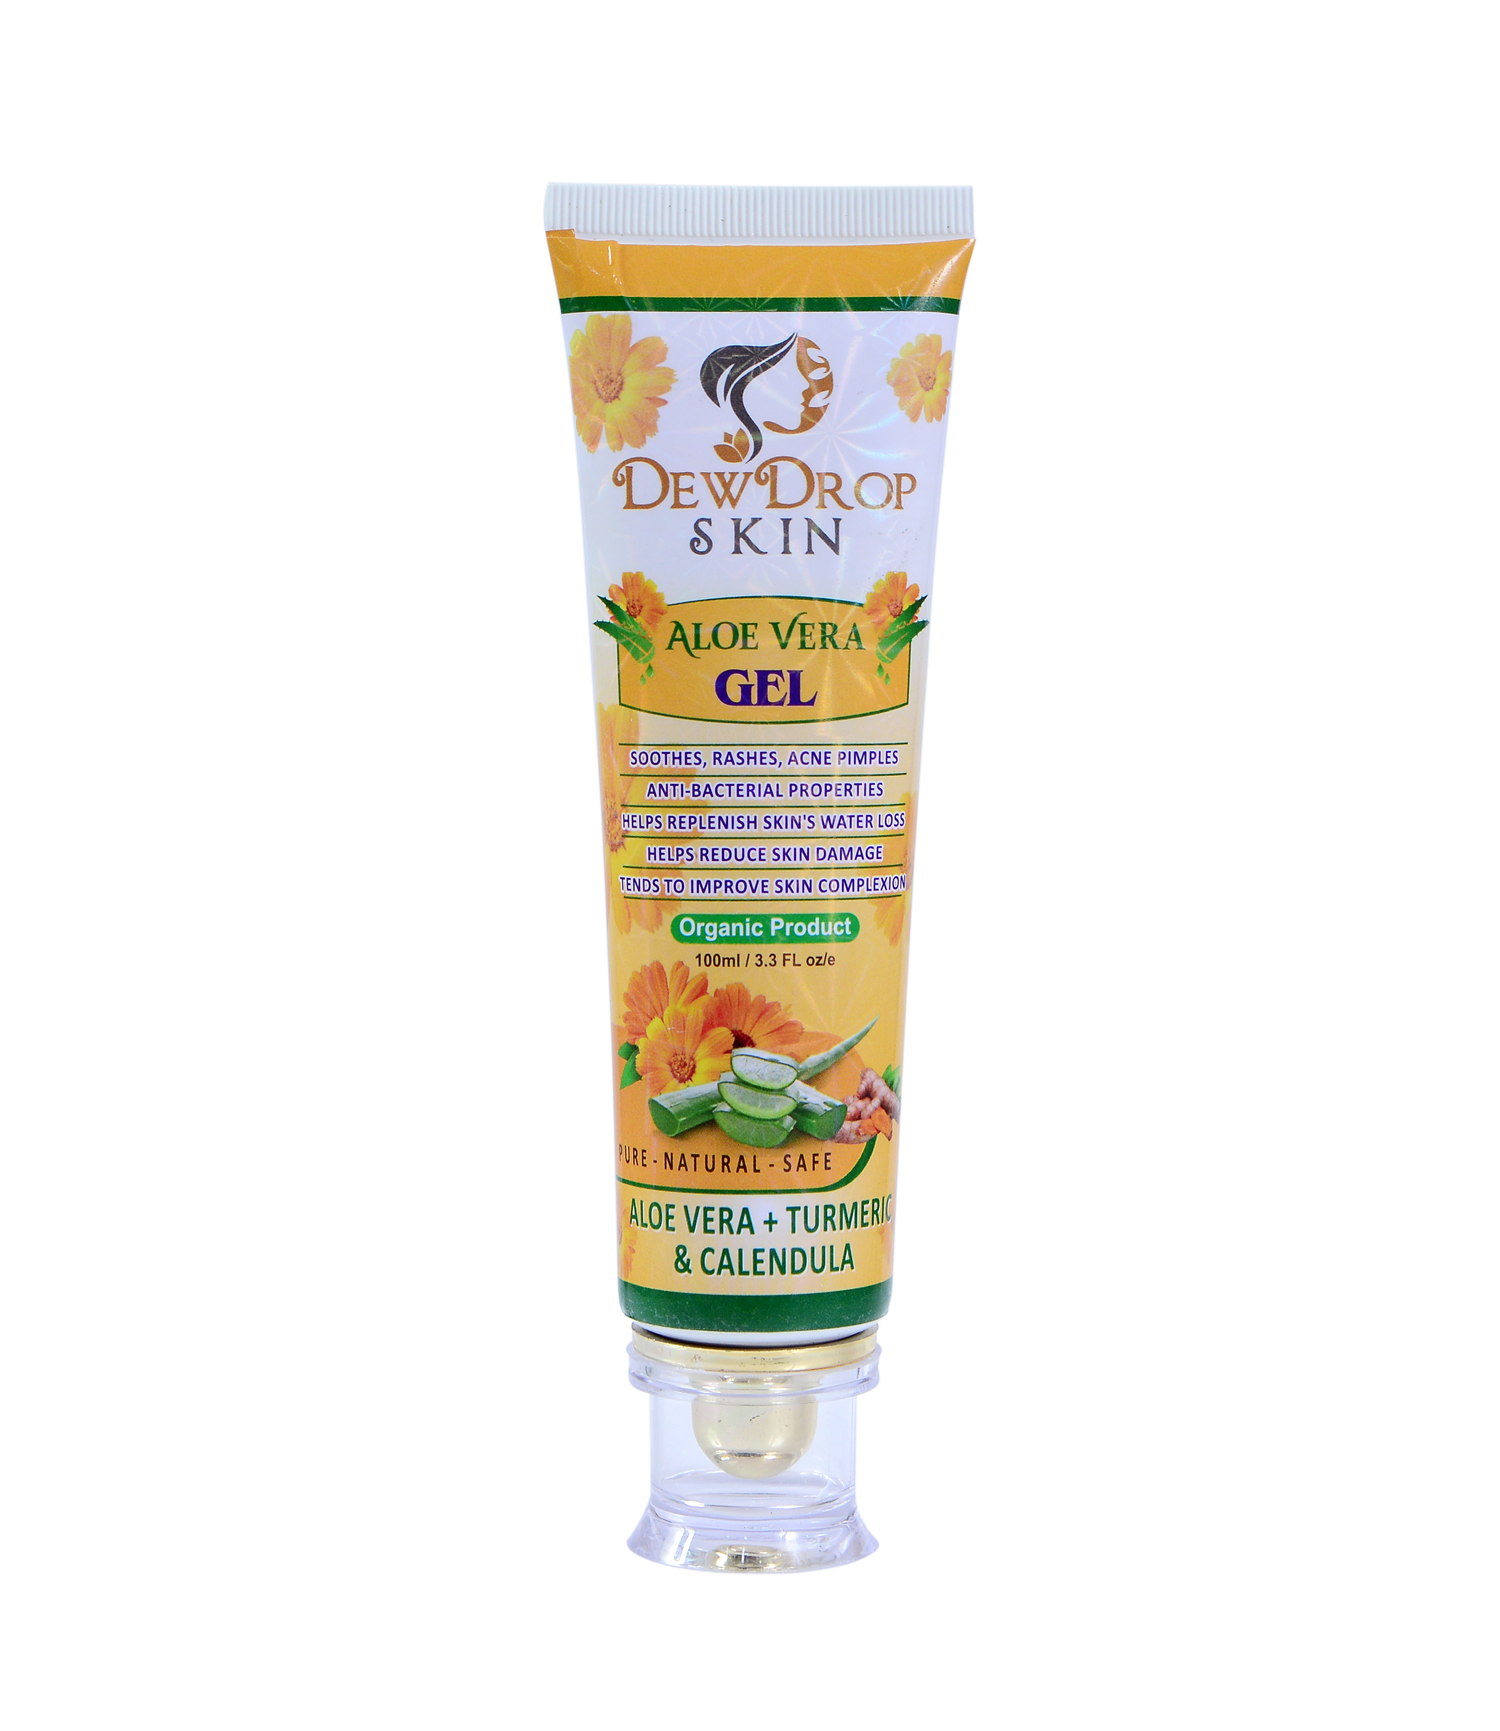 DEWDROP
SKIN
ALOE VERA
GEL
SOOTHES, RASHES, ACNE PIMPLES
ANTI-BACTERIAL PROPERTIES
HELPS REPLENISH SKIN'S WATER LOSS
HELPS REDUCE SKIN DAMAGE
TENDS TO IMPROVE SKIN COMPLEXION
Organic Product
100ml / 3.3 FL oz/e
PURE - NATURAL - SAFE
ALOE VERA + TURMERIC
& CALENDULA